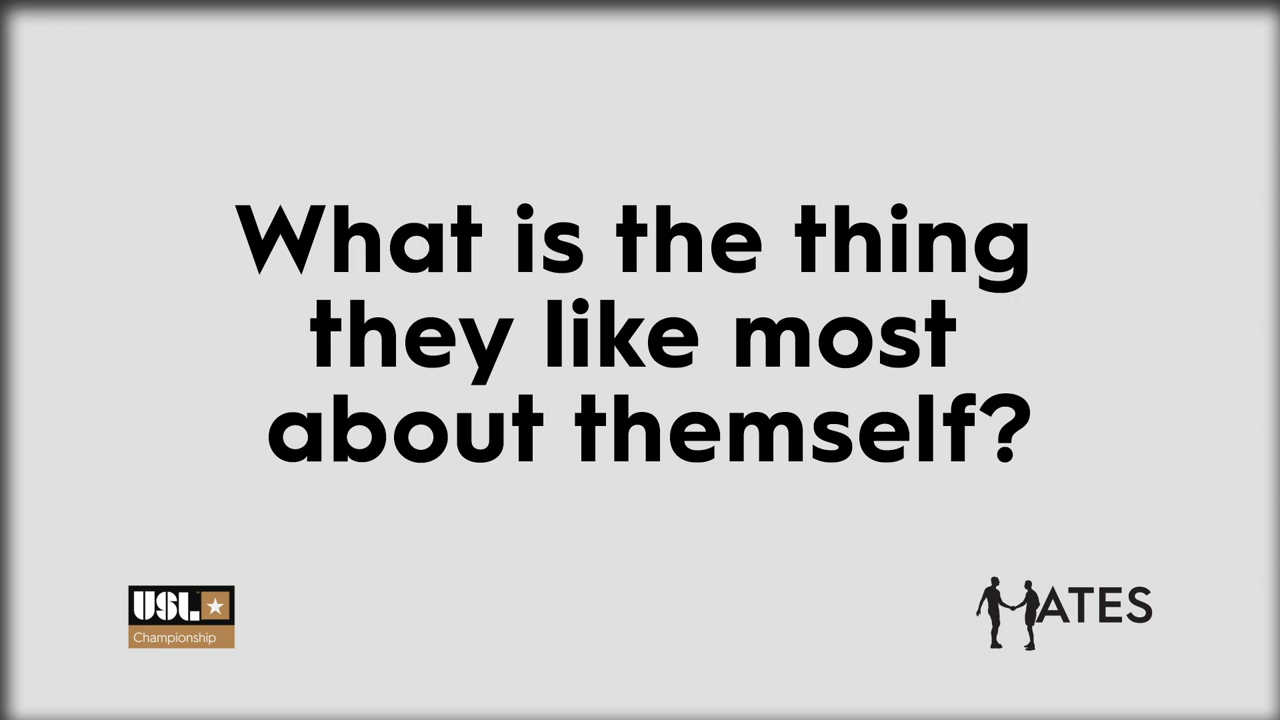 What is the thing
they like most
about themself?
USL
Championship
MATES